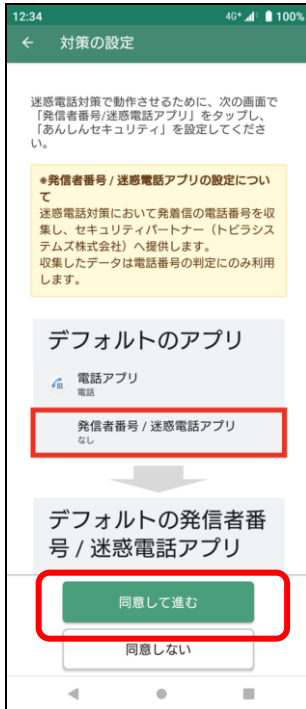 12:34
4G+ 100%
← 対策の設定
迷惑電話対策で動作させるために、次の画面で
「発信者番号/迷惑電話アプリ」をタップし、
「あんしんセキュリティ」を設定してくださ
い。
※発信者番号 / 迷惑電話アプリの設定につい
て
迷惑電話対策において発着信の電話番号を収
集し、セキュリティパートナー（トビラシス
テムズ株式会社）へ提供します。
収集したデータは電話番号の判定にのみ利用
します。
デフォルトのアプリ
電話アプリ
電話
発信者番号 / 迷惑電話アプリ
なし
デフォルトの発信者番
号 / 迷惑電話アプリ
同意して進む
同意しない